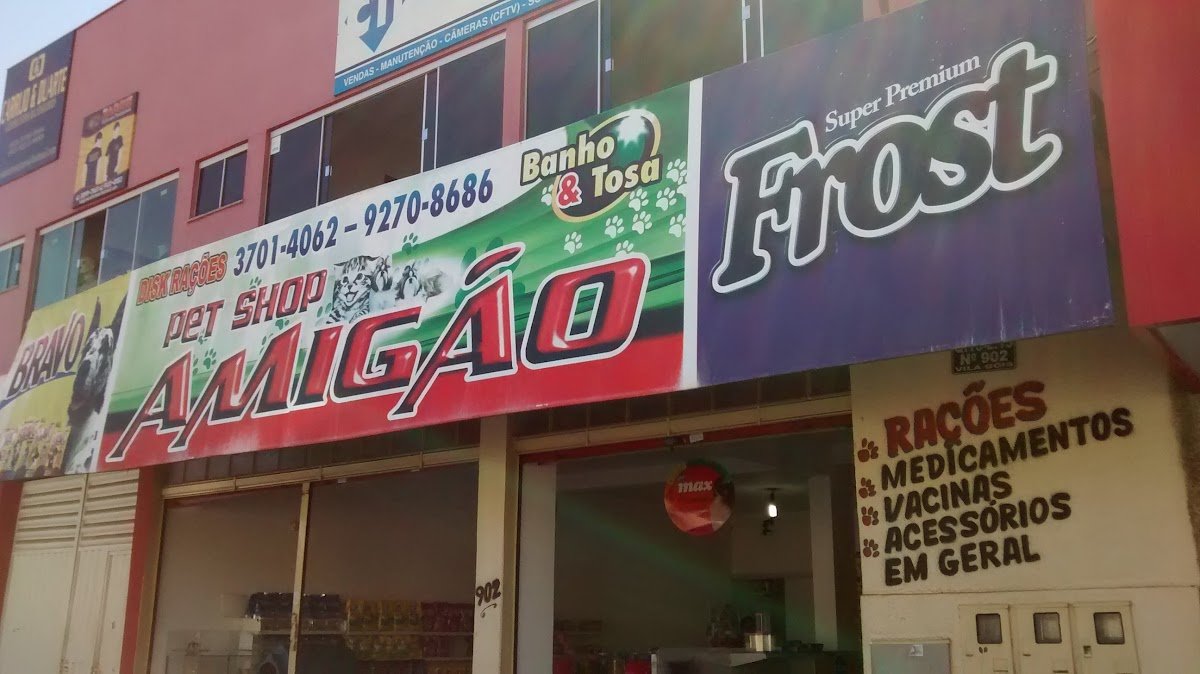 VENDAS - MANUTENÇÃO - CÂMERAS (CFTV) -
BRAVO
DISK RAÇÕES 3701-4062 – 9270-8686
PET SHOP
AMIGÃO
Banho
& Tosa
Super Premium
Frost
Nº 902
max
RAÇÕES
MEDICAMENTOS
VACINAS
ACESSÓRIOS
EM GERAL
902